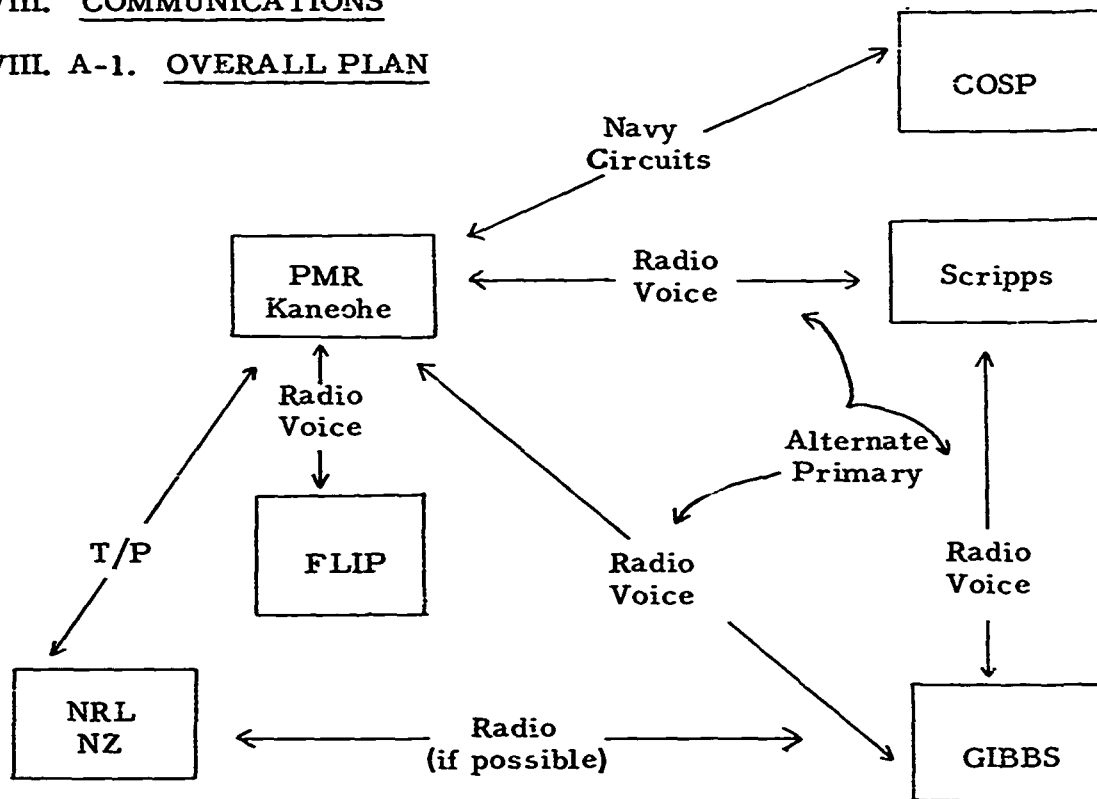 VIII. COMMUNICATIONS
VIII. A-1. OVERALL PLAN
COSP
Navy
Circuits
PMR
Kaneohe
Radio
Voice
Scripps
Radio
Voice
Alternate
Primary
T/P
FLIP
Radio
Voice
Radio
Voice
NRL
NZ
Radio
(if possible)
GIBBS